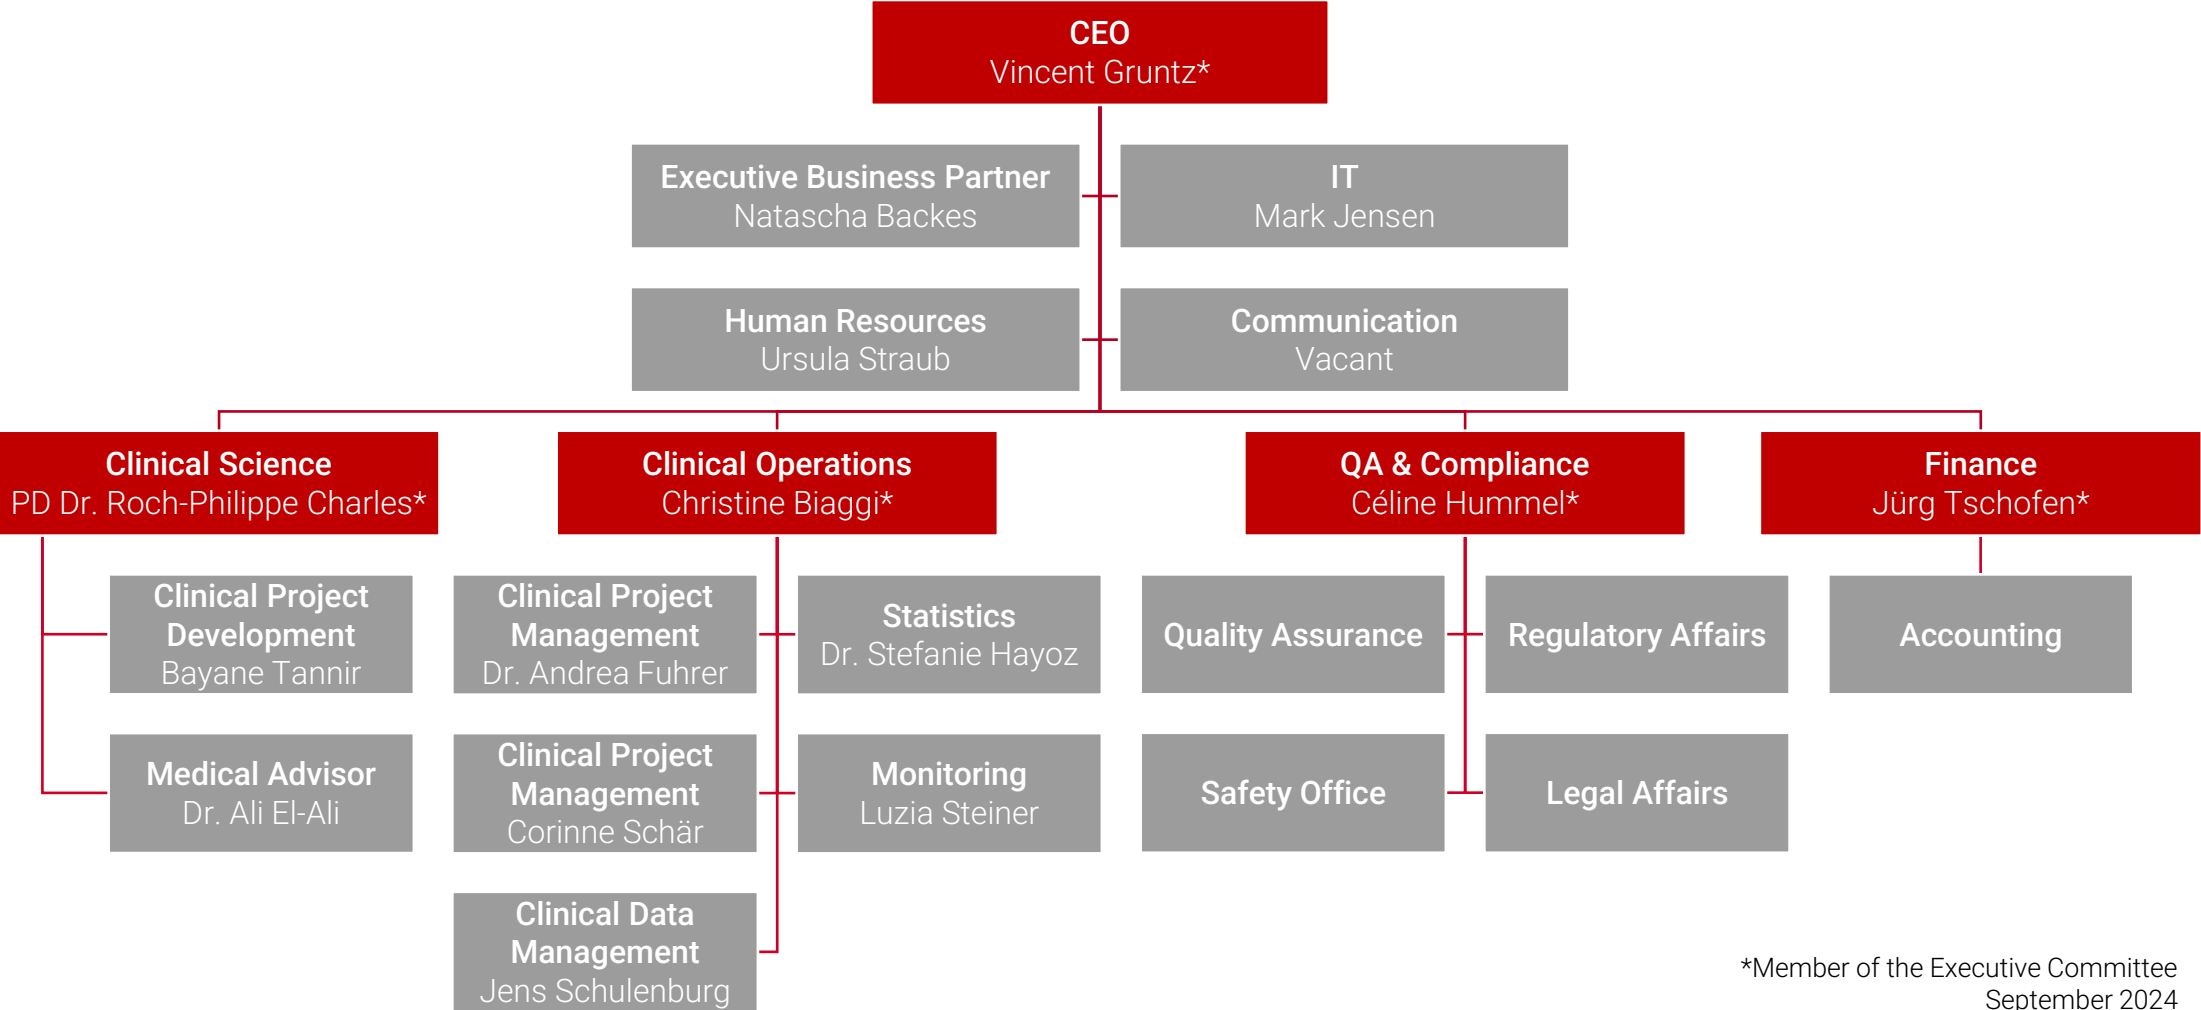 CEO
Vincent Gruntz*
Executive Business Partner
Natascha Backes
IT
Mark Jensen
Human Resources
Ursula Straub
Communication
Vacant
Clinical Science
PD Dr. Roch-Philippe Charles*
Clinical Operations
Christine Biaggi*
QA & Compliance
Céline Hummel*
Finance
Jürg Tschofen*
Clinical Project
Development
Bayane Tannir
Clinical Project
Management
Dr. Andrea Fuhrer
Statistics
Dr. Stefanie Hayoz
Quality Assurance
Regulatory Affairs
Accounting
Medical Advisor
Dr. Ali El-Ali
Clinical Project
Management
Corinne Schär
Monitoring
Luzia Steiner
Safety Office
Legal Affairs
Clinical Data
Management
Jens Schulenburg
*Member of the Executive Committee
September 2024